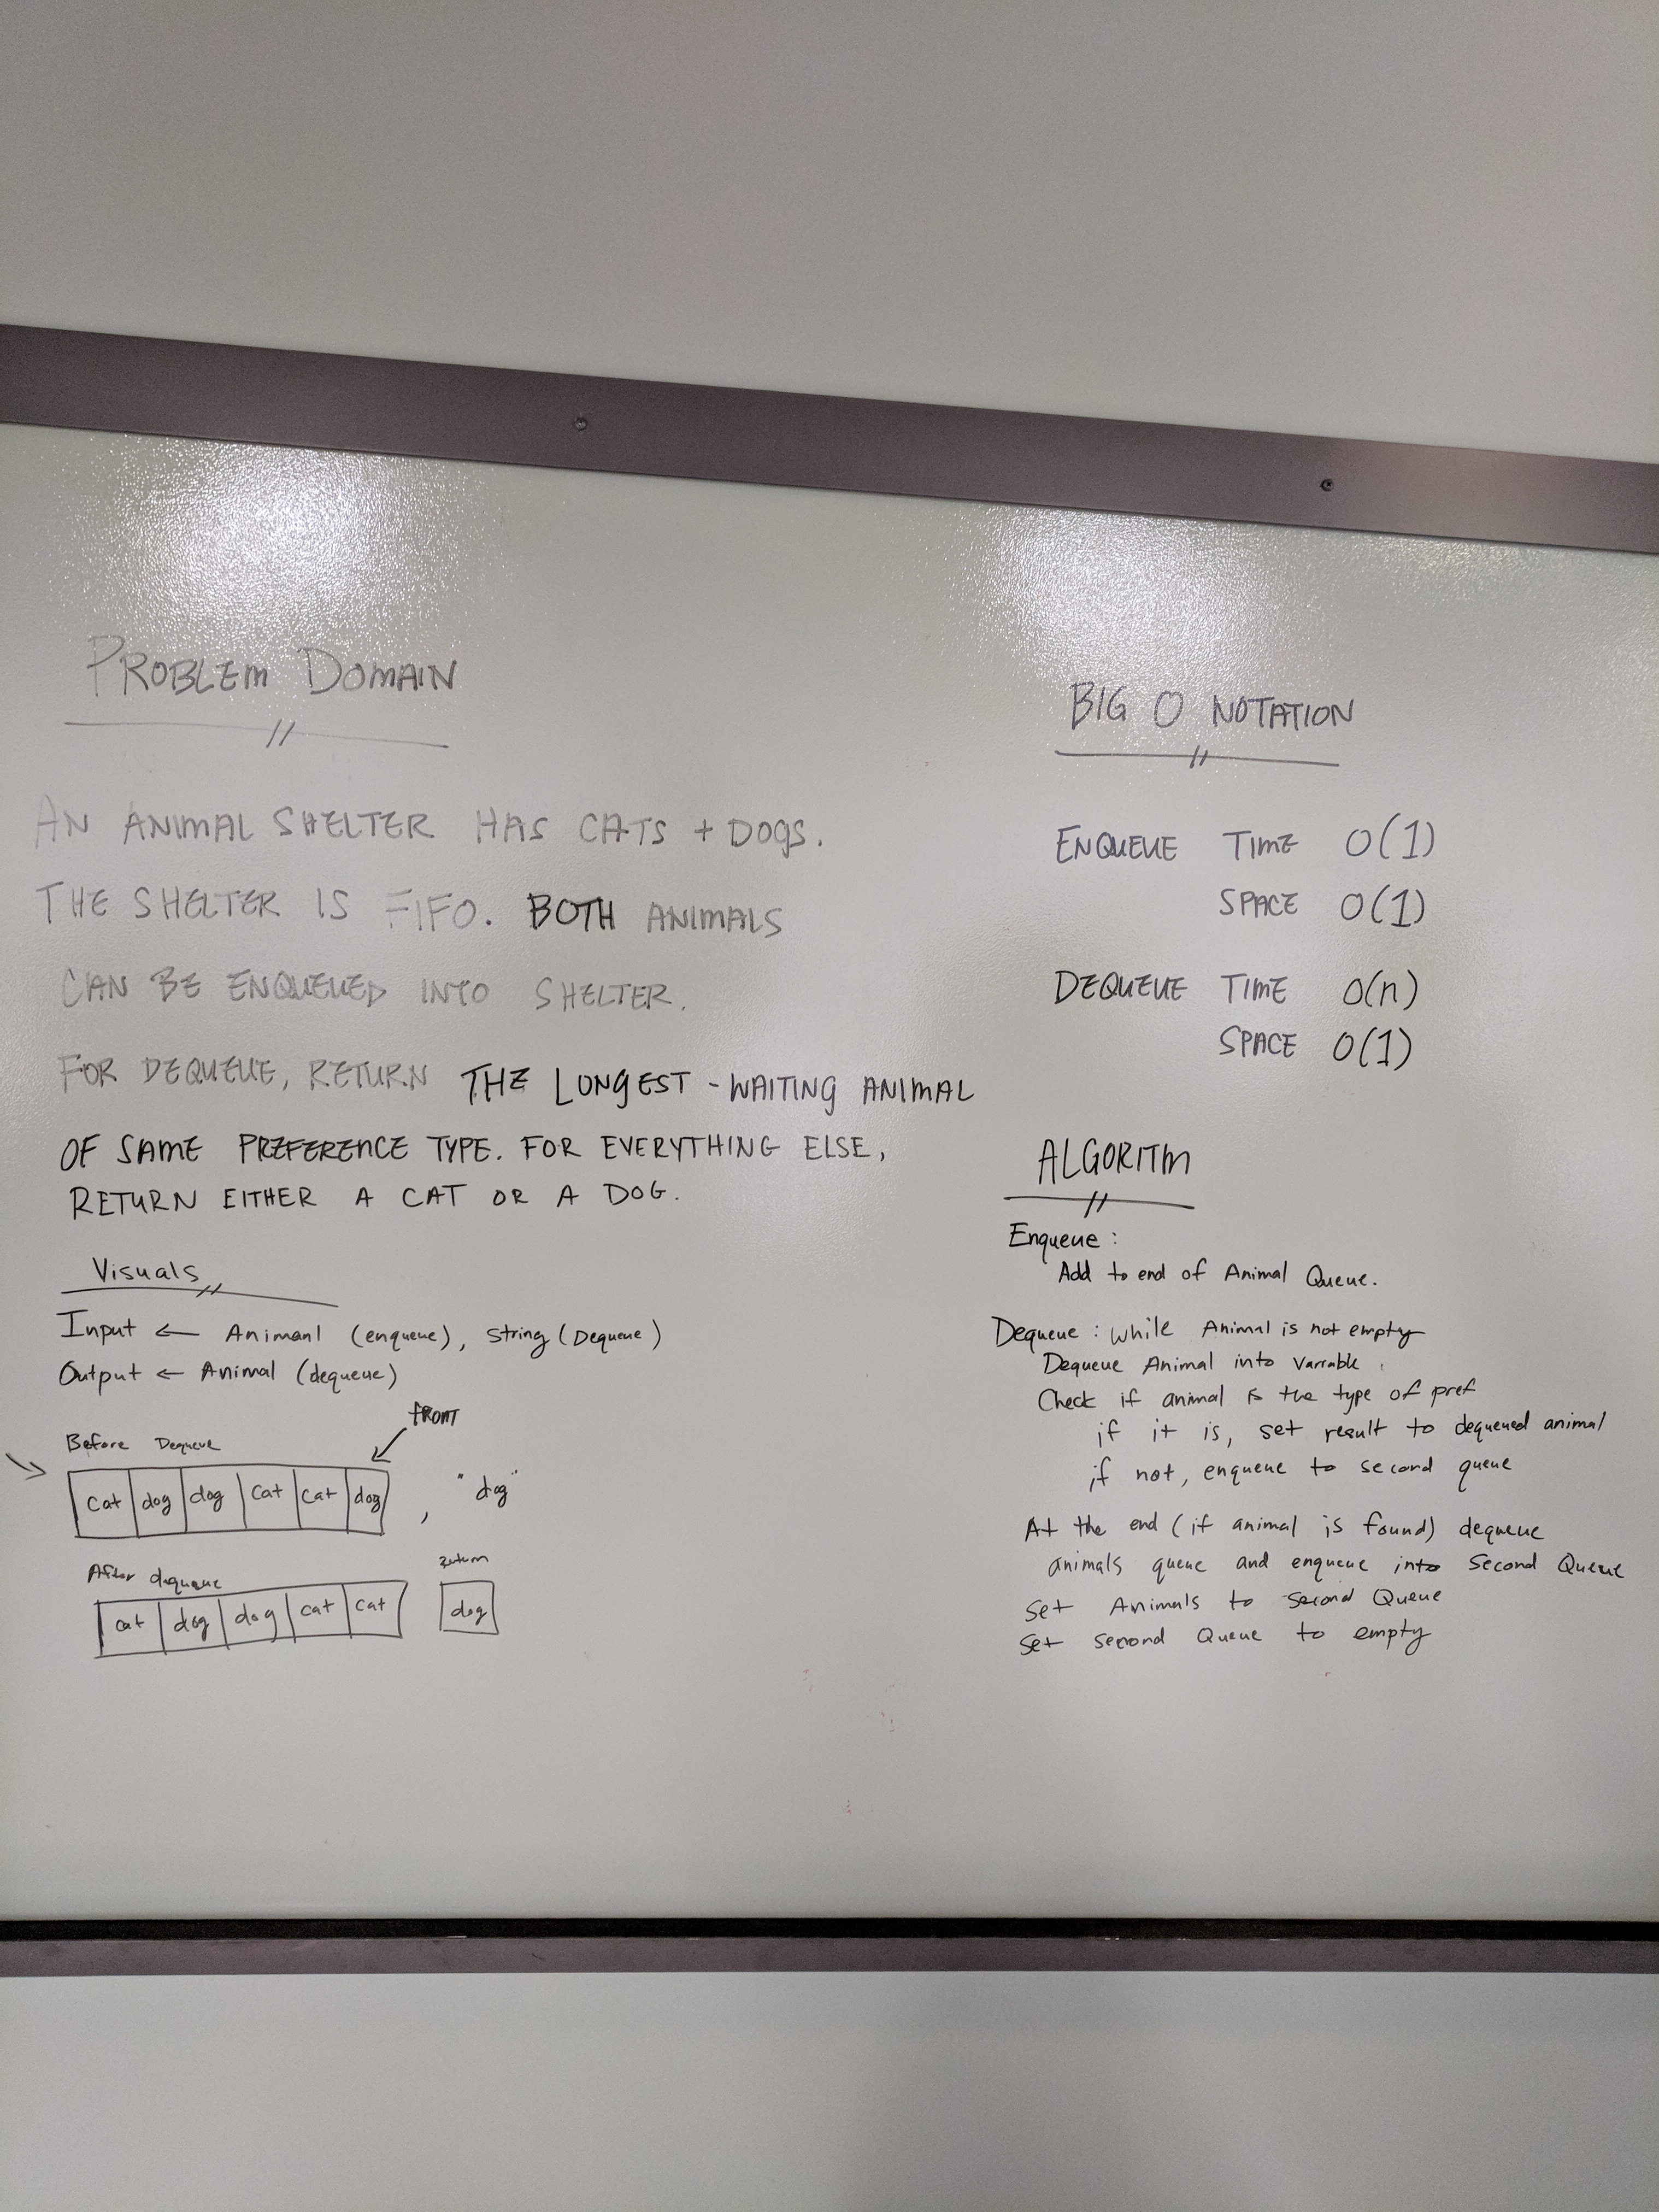 PROBLEM DOMAIN
AN ANIMAL SHELTER HAS CATS + DOGS.
THE SHELTER IS FIFO. BOTH ANIMALS
CAN BE ENQUEUED INTO SHELTER.
FOR DEQUEUE, RETURN THE LONGEST-WAITING ANIMAL
OF SAME PREFERENCE TYPE. FOR EVERYTHING ELSE,
RETURN EITHER A CAT OR A DOG.
Visuals
Input ← Animanl (enqueue), String (Dequeue)
Output ← Animal (dequeue)
front
Before Dequeue
cat dog dog cat cat dog , "dog"
After dequeue return
cat dog dog cat cat dog
BIG O NOTATION
ENQUEUE TIME O(1)
SPACE O(1)
DEQUEUE TIME O(n)
SPACE O(1)
ALGORITM
Enqueue:
Add to end of Animal Queue.
Dequeue: While Animal is not empty
Dequeue Animal into variable.
Check if animal is the type of pref
if it is, set result to dequeued animal
if not, enqueue to second queue
At the end (if animal is found) dequeue
animals queue and enqueue into Second Queue
Set Animals to second Queue
Set second Queue to empty